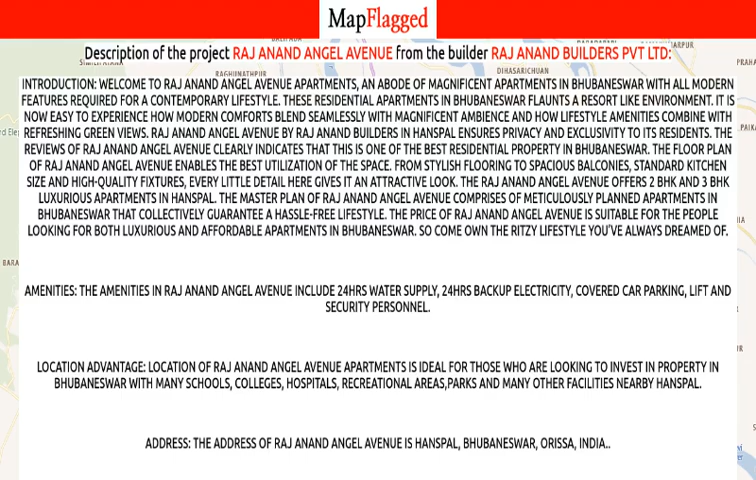 MapFlagged
Description of the project RAJ ANAND ANGEL AVENUE from the builder RAJ ANAND BUILDERS PVT LTD:
RAGHUNATHPUR
DIHASARICHUAN
INTRODUCTION: WELCOME TO RAJ ANAND ANGEL AVENUE APARTMENTS, AN ABODE OF MAGNIFICENT APARTMENTS IN BHUBANESWAR WITH ALL MODERN
FEATURES REQUIRED FOR A CONTEMPORARY LIFESTYLE. THESE RESIDENTIAL APARTMENTS IN BHUBANESWAR FLAUNTS A RESORT LIKE ENVIRONMENT. IT IS
NOW EASY TO EXPERIENCE HOW MODERN COMFORTS BLEND SEAMLESSLY WITH MAGNIFICENT AMBIENCE AND HOW LIFESTYLE AMENITIES COMBINE WITH
REFRESHING GREEN VIEWS. RAJ ANAND ANGEL AVENUE BY RAJ ANAND BUILDERS IN HANSPAL ENSURES PRIVACY AND EXCLUSIVITY TO ITS RESIDENTS. THE
REVIEWS OF RAJ ANAND ANGEL AVENUE CLEARLY INDICATES THAT THIS IS ONE OF THE BEST RESIDENTIAL PROPERTY IN BHUBANESWAR. THE FLOOR PLAN
OF RAJ ANAND ANGEL AVENUE ENABLES THE BEST UTILIZATION OF THE SPACE. FROM STYLISH FLOORING TO SPACIOUS BALCONIES, STANDARD KITCHEN
SIZE AND HIGH-QUALITY FIXTURES, EVERY LITTLE DETAIL HERE GIVES IT AN ATTRACTIVE LOOK. THE RAJ ANAND ANGEL AVENUE OFFERS 2 BHK AND 3 BHK
LUXURIOUS APARTMENTS IN HANSPAL. THE MASTER PLAN OF RAJ ANAND ANGEL AVENUE COMPRISES OF METICULOUSLY PLANNED APARTMENTS IN
BHUBANESWAR THAT COLLECTIVELY GUARANTEE A HASSLE-FREE LIFESTYLE. THE PRICE OF RAJ ANAND ANGEL AVENUE IS SUITABLE FOR THE PEOPLE
LOOKING FOR BOTH LUXURIOUS AND AFFORDABLE APARTMENTS IN BHUBANESWAR. SO COME OWN THE RITZY LIFESTYLE YOU'VE ALWAYS DREAMED OF.
AMENITIES: THE AMENITIES IN RAJ ANAND ANGEL AVENUE INCLUDE 24HRS WATER SUPPLY, 24HRS BACKUP ELECTRICITY, COVERED CAR PARKING, LIFT AND
SECURITY PERSONNEL.
LOCATION ADVANTAGE: LOCATION OF RAJ ANAND ANGEL AVENUE APARTMENTS IS IDEAL FOR THOSE WHO ARE LOOKING TO INVEST IN PROPERTY IN
BHUBANESWAR WITH MANY SCHOOLS, COLLEGES, HOSPITALS, RECREATIONAL AREAS,PARKS AND MANY OTHER FACILITIES NEARBY HANSPAL.
ADDRESS: THE ADDRESS OF RAJ ANAND ANGEL AVENUE IS HANSPAL, BHUBANESWAR, ORISSA, INDIA..